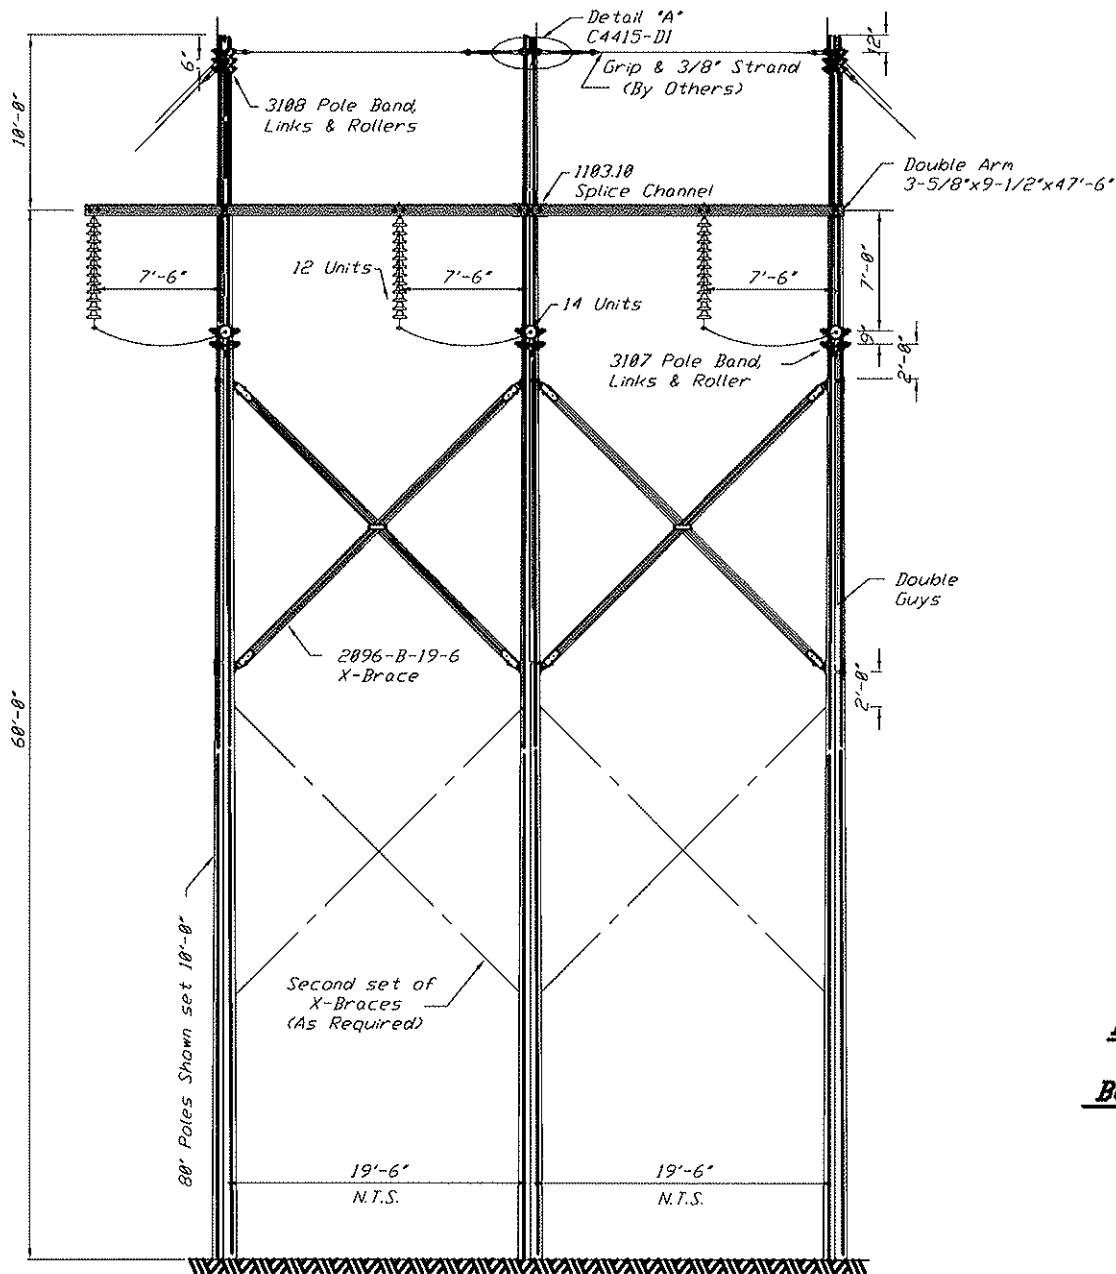 Detail "A"
C4415-D1
12"
6"
Grip & 3/8" Strand
(By Others)
3108 Pole Band,
Links & Rollers
10'-0"
1103.10
Splice Channel
Double Arm
3-5/8"x9-1/2"x47'-6"
7'-6"
12 Units
7'-6"
7'-6"
7'-0"
14 Units
9"
2'-0"
3107 Pole Band,
Links & Roller
Double
Guys
2096-B-19-6
X-Brace
2'-0"
60'-0"
80' Poles Shown set 10'-0"
Second set of
X-Braces
(As Required)
19'-6"
N.T.S.
19'-6"
N.T.S.